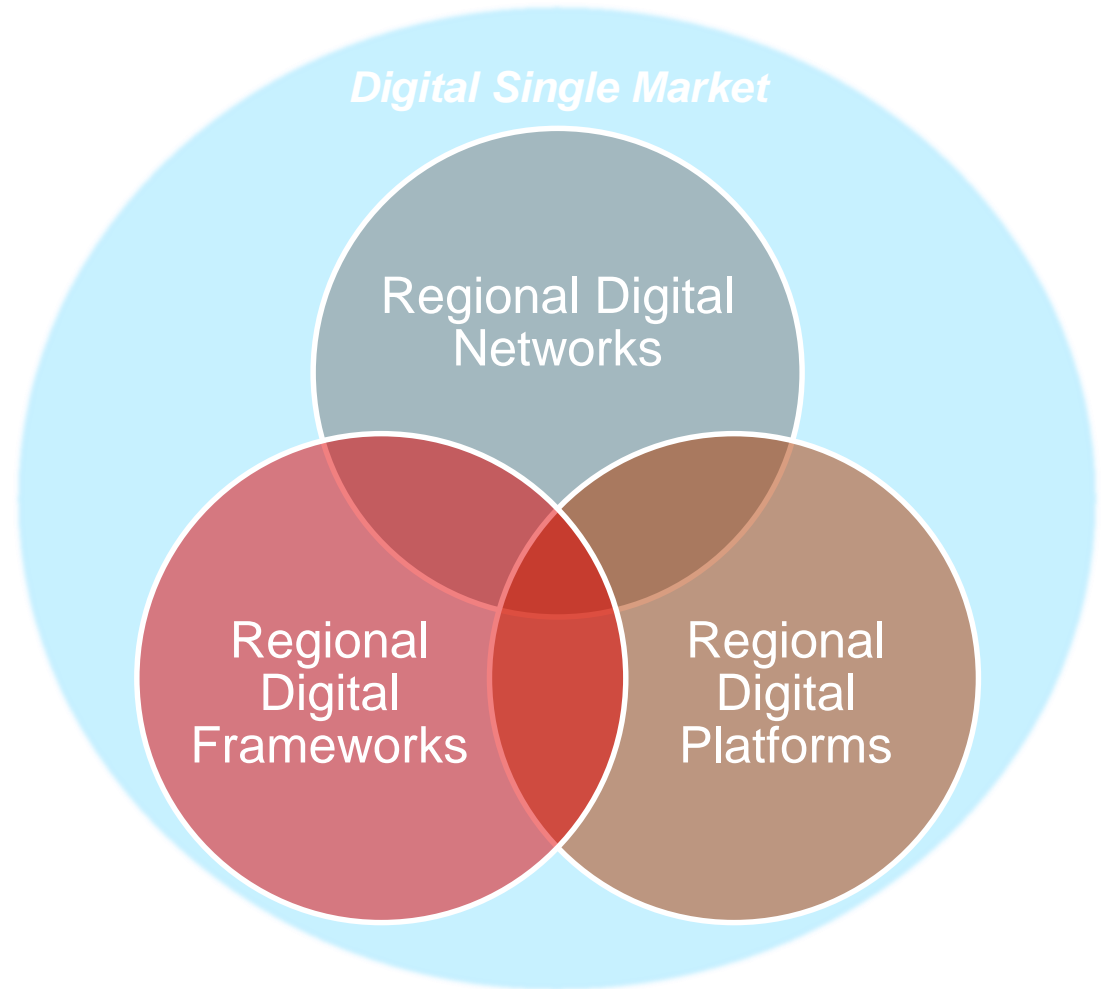 Digital Single Market
Regional Digital
Networks
Regional
Digital
Frameworks
Regional
Digital
Platforms